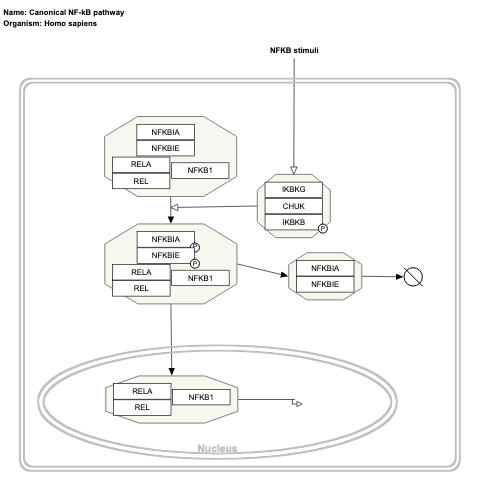 Name: Canonical NF-kB pathway
Organism: Homo sapiens
NFKB stimuli
NFKBIA
NFKBIE
RELA
NFKB1
REL
IKBKG
CHUK
IKBKB
P
NFKBIA
P
NFKBIE
P
RELA
NFKB1
REL
NFKBIA
NFKBIE
RELA
NFKB1
REL
Nucleus